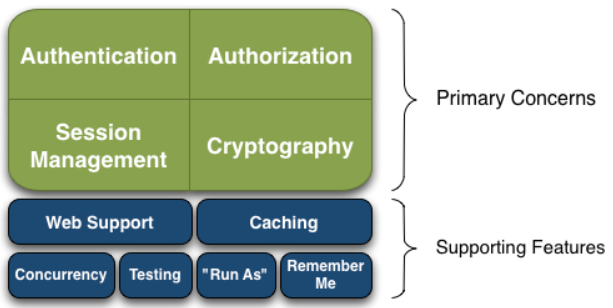 Authentication
Authorization
Primary Concerns
Session
Management
Cryptography
Web Support
Caching
Supporting Features
Concurrency
Testing
"Run As"
Remember
Me